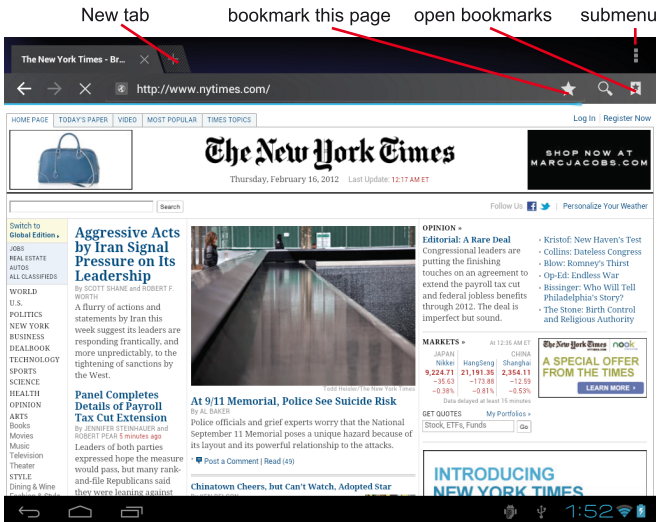 New tab
bookmark this page
open bookmarks
submenu
The New York Times - Br...
http://www.nytimes.com/
HOME PAGE
TODAY'S PAPER
VIDEO
MOST POPULAR
TIMES TOPICS
Log In
Register Now
The New York Times
Thursday, February 16, 2012
Last Update: 12:17 AM ET
SHOP NOW AT
MARCJACOBS.COM
Search
Follow Us
Personalize Your Weather
Switch to
Global Edition
JOBS
REAL ESTATE
AUTOS
ALL CLASSIFIEDS
WORLD
U.S.
POLITICS
NEW YORK
BUSINESS
DEALBOOK
TECHNOLOGY
SPORTS
SCIENCE
HEALTH
OPINION
ARTS
Books
Movies
Music
Television
Theater
STYLE
Dining & Wine
Fashion & Style
Aggressive Acts
by Iran Signal
Pressure on Its
Leadership
By SCOTT SHANE and ROBERT F.
WORTH
A flurry of actions and
statements by Iran this
week suggest its leaders are
responding frantically, and
more unpredictably, to the
tightening of sanctions by
the West.
Panel Completes
Details of Payroll
Tax Cut Extension
By JENNIFER STEINHAUER and
ROBERT PEAR 5 minutes ago
Leaders of both parties
expressed hope the measure
would pass, but many rank-
and-file Republicans said
they were leaning against
Todd Heisler/The New York Times
At 9/11 Memorial, Police See Suicide Risk
By AL BAKER
Police officials and grief experts worry that the National
September 11 Memorial poses a unique hazard because of
its layout and its powerful relationship to the attacks.
• Post a Comment | Read (49)
Chinatown Cheers, but Can't Watch, Adopted Star
OPINION »
Editorial: A Rare Deal
Congressional leaders are
putting the finishing
touches on an agreement to
extend the payroll tax cut
and federal jobless benefits
through 2012. The deal is
imperfect but sound.
• Kristof: New Haven's Test
• Collins: Dateless Congress
• Blow: Romney's Thirst
• Op-Ed: Endless War
• Bissinger: Who Will Tell
Philadelphia's Story?
• The Stone: Birth Control
and Religious Authority
MARKETS »
At 12:35 AM ET
JAPAN
CHINA
Nikkei
HangSeng
Shanghai
9,224.71
21,191.35
2,354.11
−35.63
−173.88
−12.59
−0.38%
−0.81%
−0.53%
Data delayed at least 15 minutes
GET QUOTES
My Portfolios »
Stock, ETFs, Funds
Go
The New York Times
nook
A SPECIAL OFFER
FROM THE TIMES
LEARN MORE ›
INTRODUCING
NEW YORK TIMES
1:52